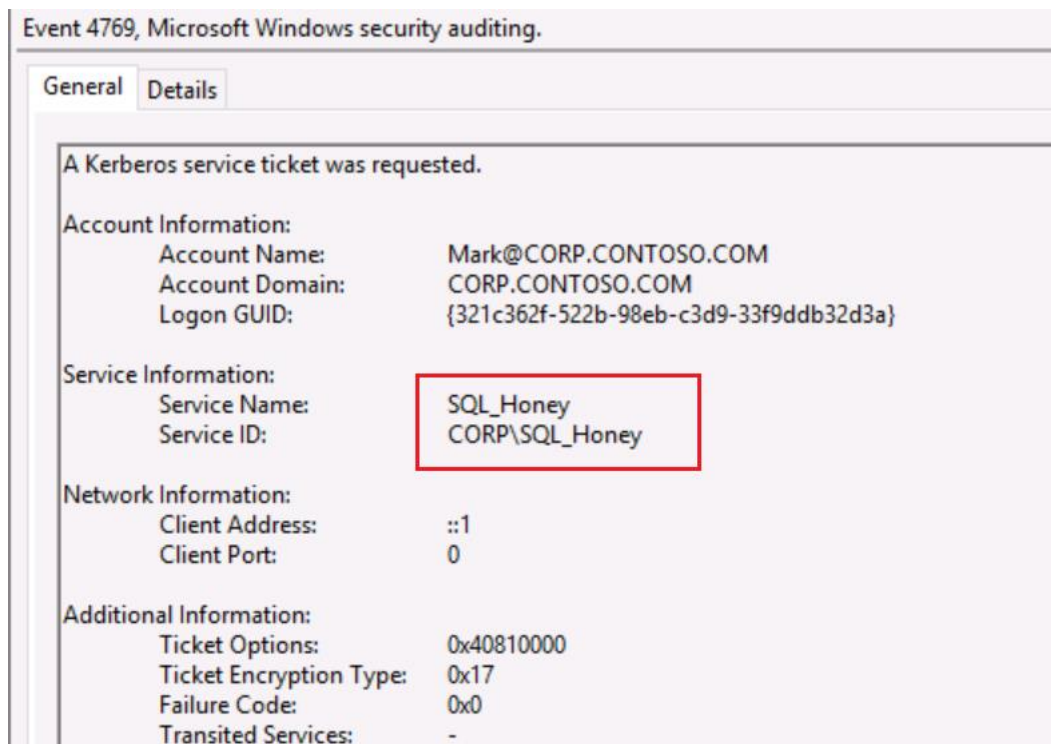 Event 4769, Microsoft Windows security auditing.
General Details
A Kerberos service ticket was requested.
Account Information:
Account Name: Mark@CORP.CONTOSO.COM
Account Domain: CORP.CONTOSO.COM
Logon GUID: {321c362f-522b-98eb-c3d9-33f9ddb32d3a}
Service Information:
Service Name: SQL_Honey
Service ID: CORP\SQL_Honey
Network Information:
Client Address: ::1
Client Port: 0
Additional Information:
Ticket Options: 0x40810000
Ticket Encryption Type: 0x17
Failure Code: 0x0
Transited Services: -